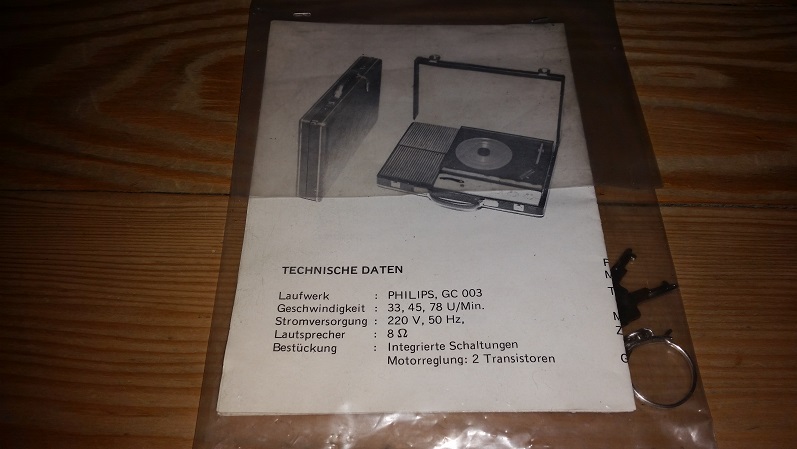 TECHNISCHE DATEN
Laufwerk : PHILIPS, GC 003
Geschwindigkeit : 33, 45, 78 U/Min.
Stromversorgung : 220 V, 50 Hz,
Lautsprecher : 8 Ω
Bestückung : Integrierte Schaltungen
Motorreglung: 2 Transistoren
F
M
T
M
Z
G